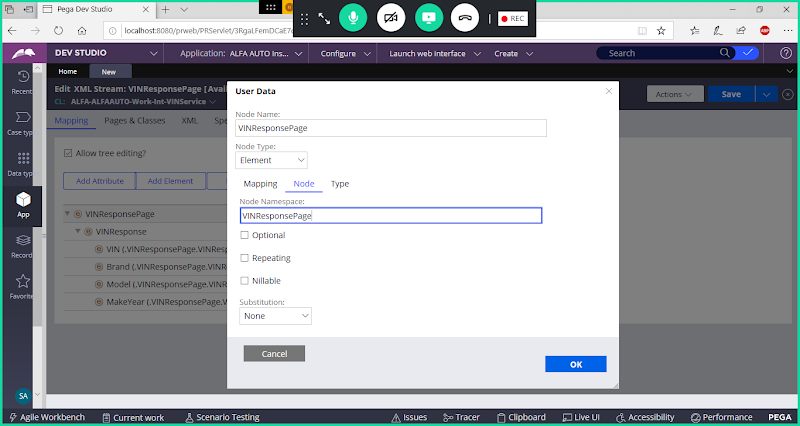 Pega Dev Studio
localhost:8080/prweb/PRServlet/3RgaLFemDCaE7
REC
DEV STUDIO
Application: ALFA AUTO Ins...
Configure
Launch web interface
Create
Search
Home
New
Recent
Case type
Data type
App
Record
Favorite
SA
Edit XML Stream: VINResponsePage [Avail
CL: ALFA-ALFAAUTO-Work-Int-VINService
Actions
Save
Mapping
Pages & Classes
XML
Spe
Allow tree editing?
Add Attribute
Add Element
VINResponsePage
VINResponse
VIN (.VINResponsePage.VINResp
Brand (.VINResponsePage.VINR
Model (.VINResponsePage.VINR
MakeYear (.VINResponsePage.V
User Data
Node Name:
VINResponsePage
Node Type:
Element
Mapping
Node
Type
Node Namespace:
VINResponsePage
Optional
Repeating
Nillable
Substitution:
None
Cancel
OK
Agile Workbench
Current work
Scenario Testing
Issues
Tracer
Clipboard
Live UI
Accessibility
Performance
PEGA